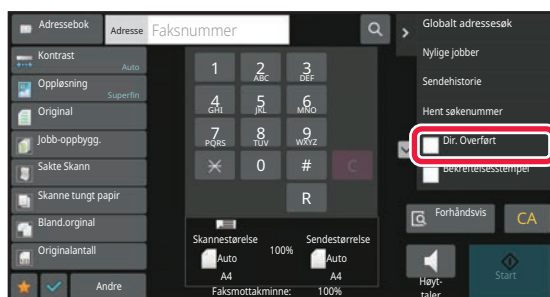 Adressebok
Adresse
Faksnummer
Kontrast
Auto
Oppløsning
Superfin
Original
Jobb-oppbygg.
Sakte Skann
Skanne tungt papir
Bland.orginal
Originalantall
Andre
1
2 ABC
3 DEF
4 GHI
5 JKL
6 MNO
7 PQRS
8 TUV
9 WXYZ
0
#
C
R
Skannestørelse
100%
Sendestørrelse
Auto
Auto
A4
A4
Faksmottakminne: 100%
Globalt adressesøk
Nylige jobber
Sendehistorie
Hent søkenummer
Dir. Overført
Bekreftelsesstempel
Forhåndsvis
CA
Høyt-
taler
Start